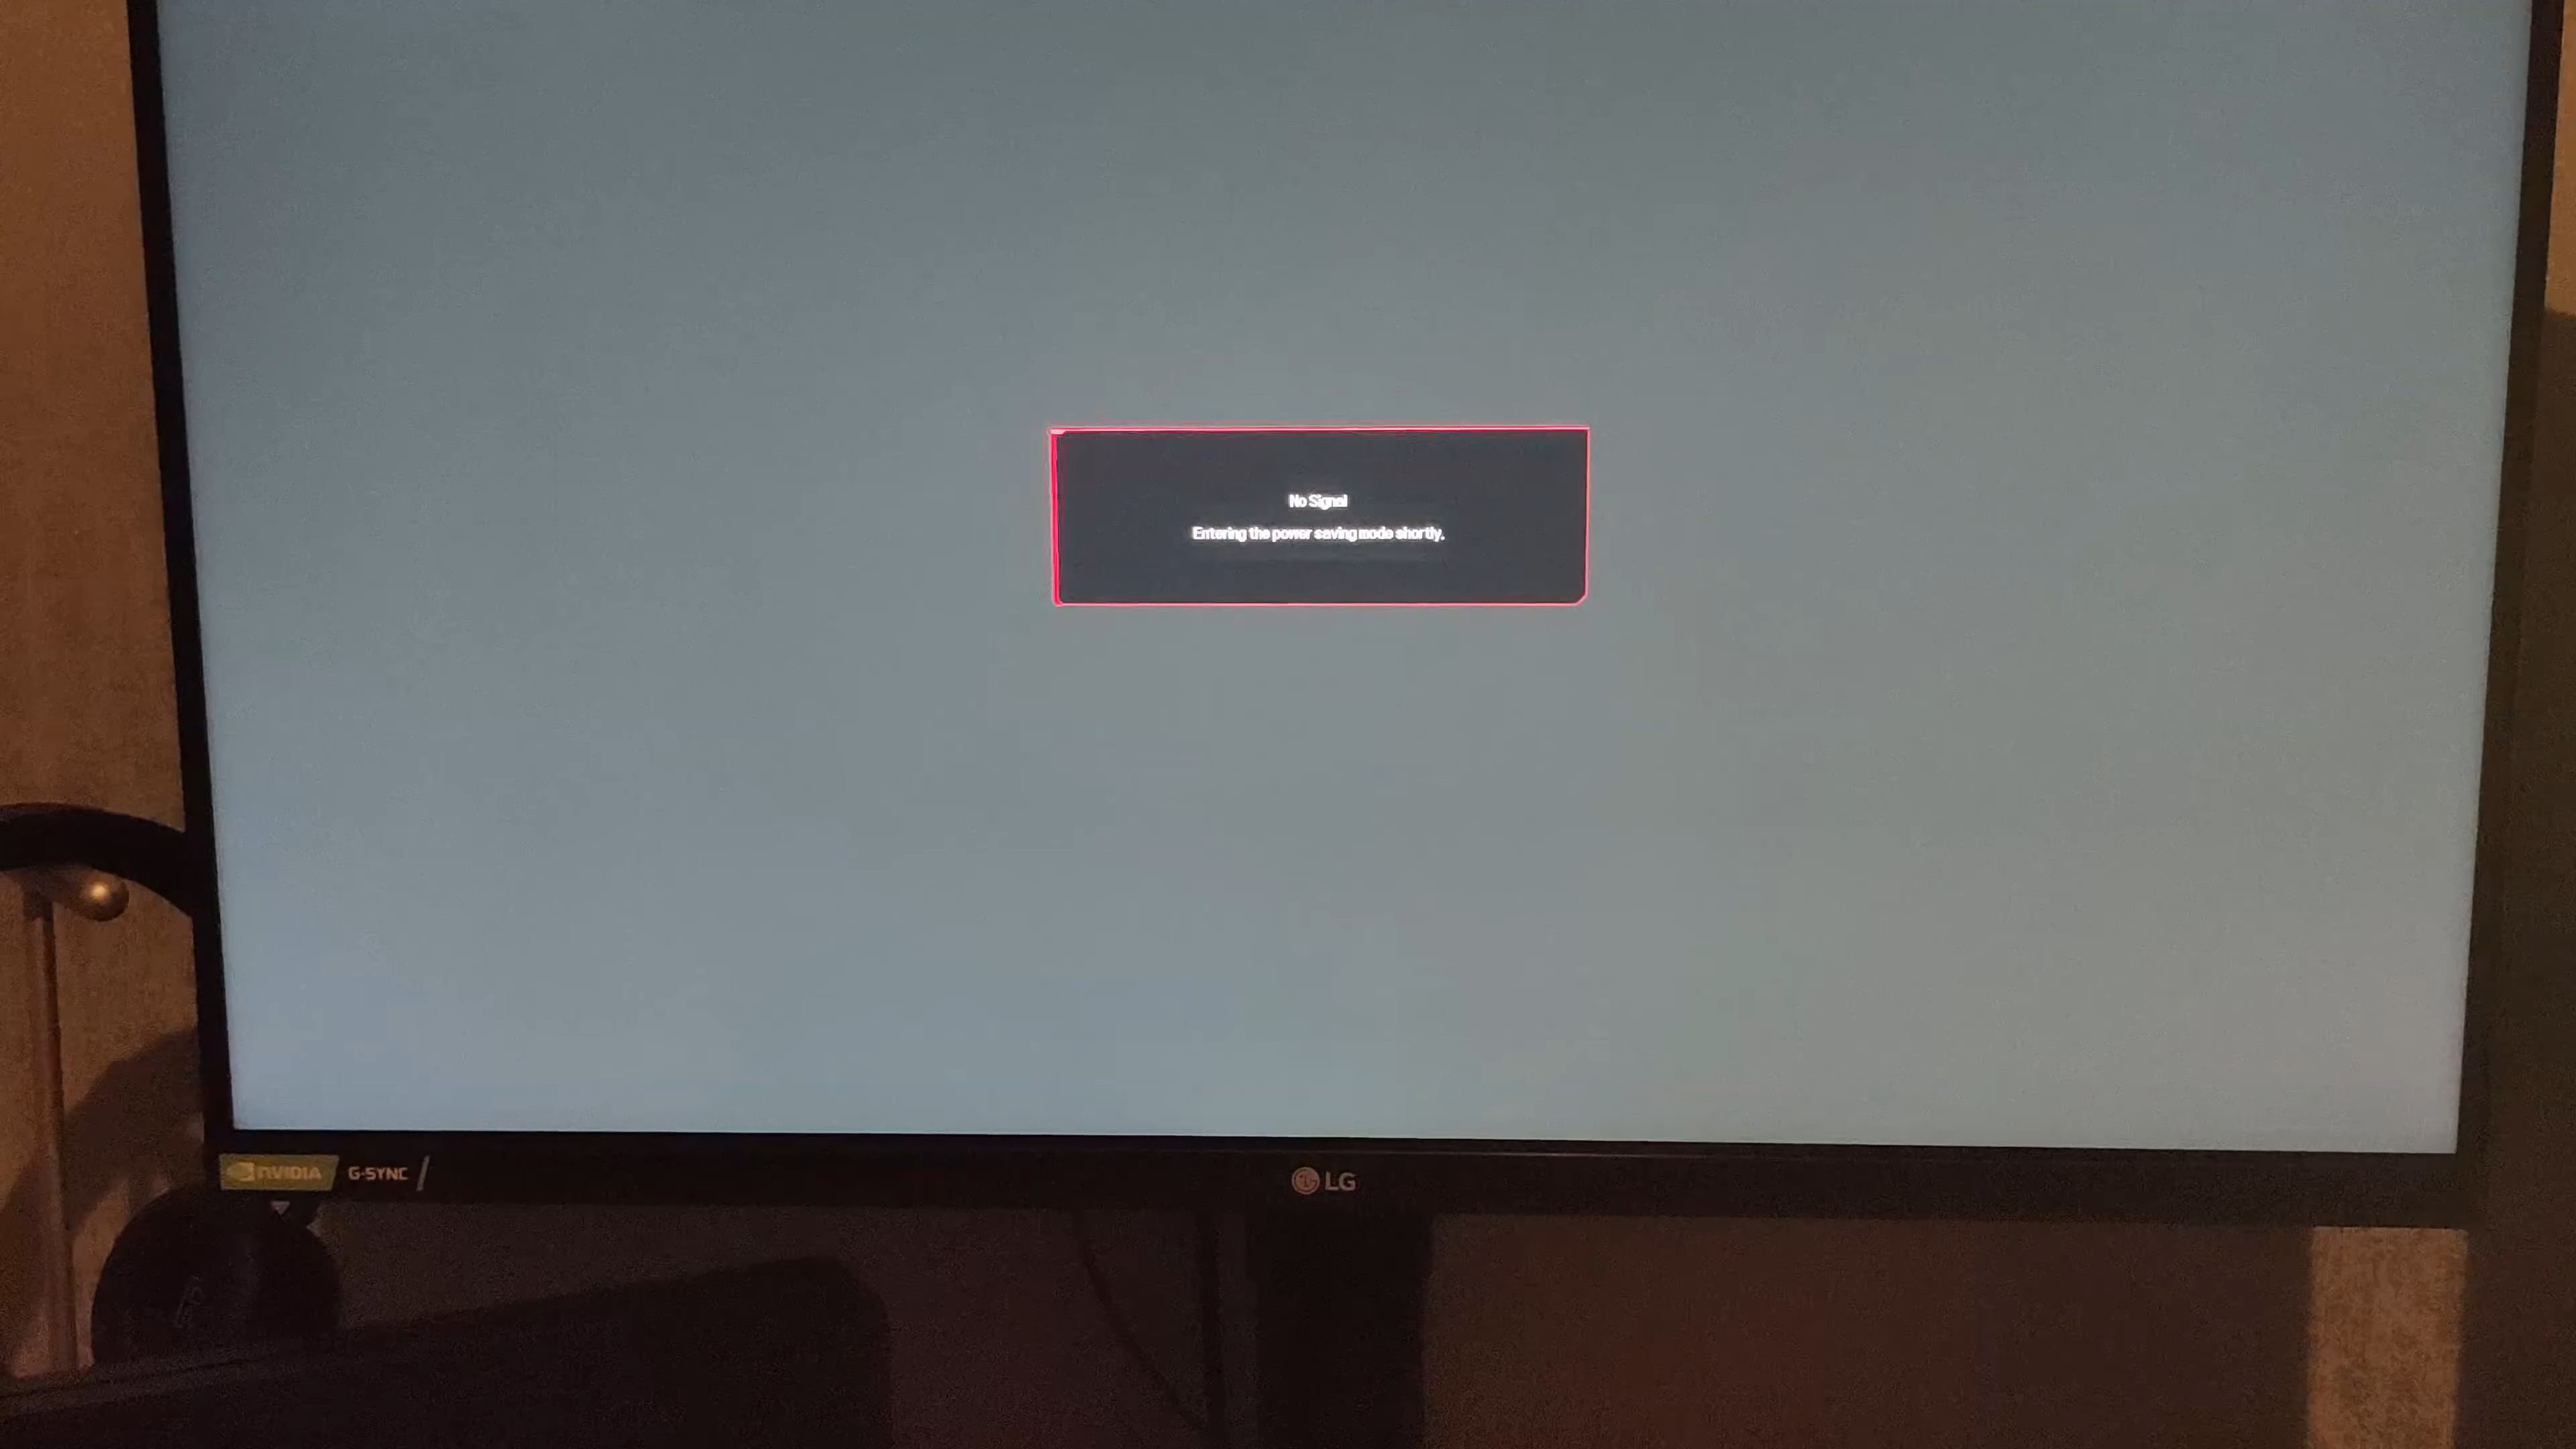 No Signal
Entering the power saving mode shortly.
NVIDIA G-SYNC
LG